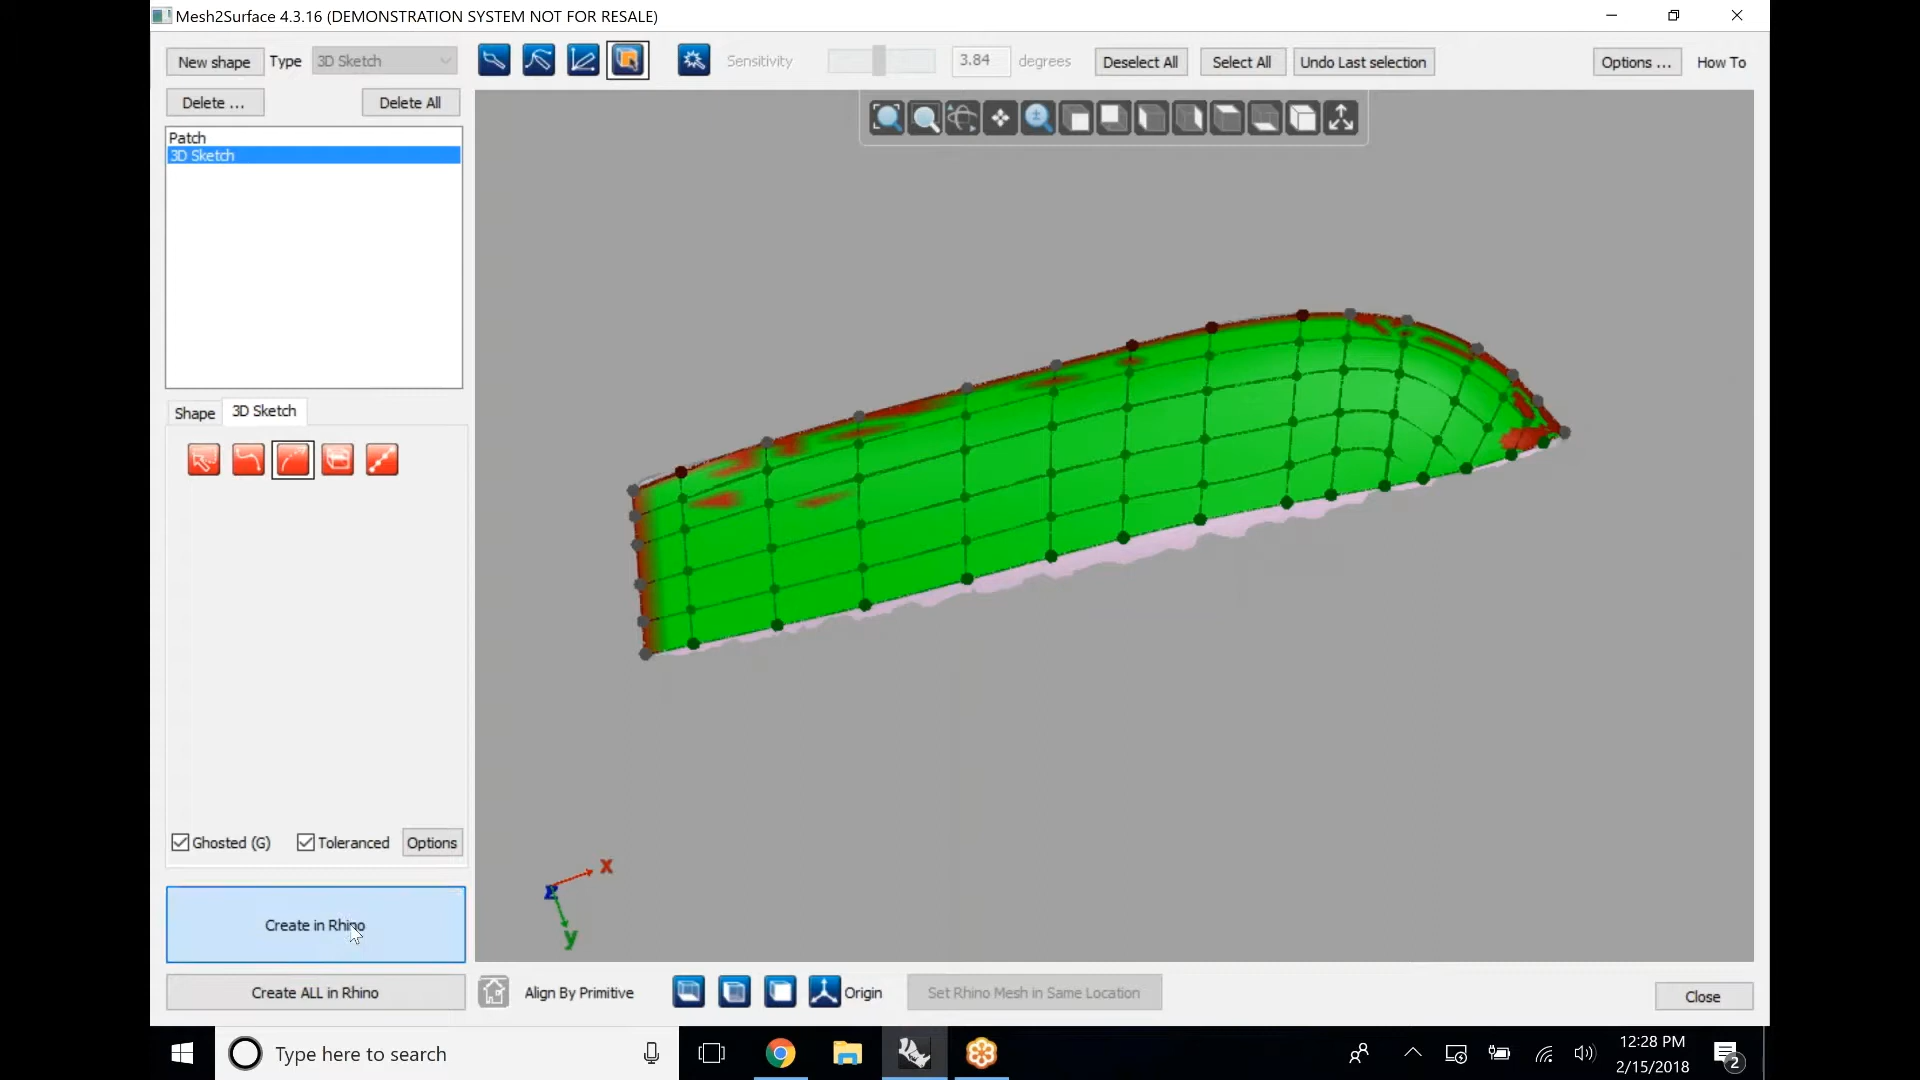 Mesh2Surface 4.3.16 (DEMONSTRATION SYSTEM NOT FOR RESALE)
New shape Type 3D Sketch Sensitivity 3.84 degrees Deselect All Select All Undo Last selection Options ... How To
Delete ... Delete All
Patch
3D Sketch
Shape 3D Sketch
Ghosted (G) Toleranced Options
x
z
y
Create in Rhino
Create ALL in Rhino Align By Primitive Origin Set Rhino Mesh in Same Location Close
Type here to search 12:28 PM
2/15/2018 2